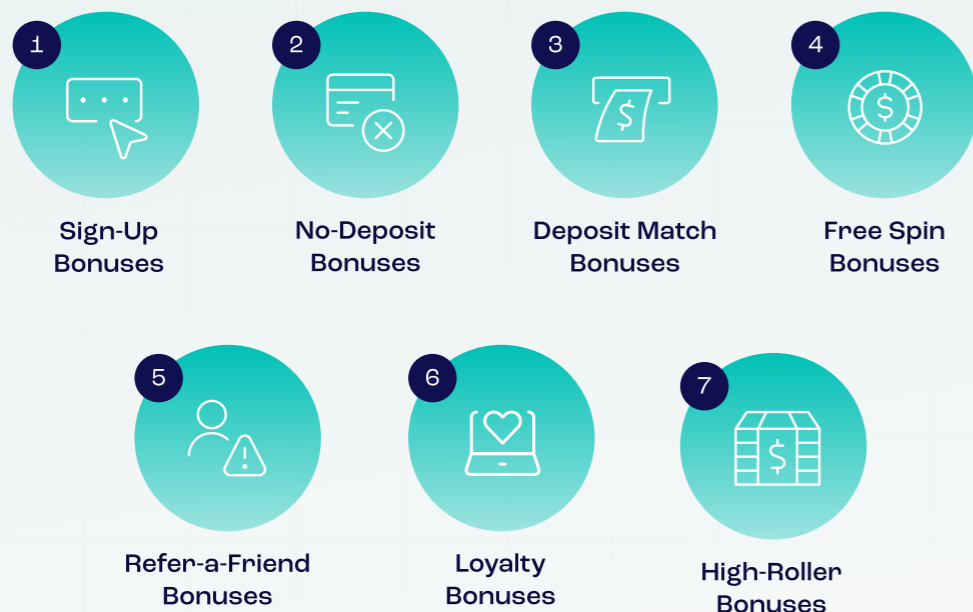 1
2
3
4
Sign-Up
Bonuses
No-Deposit
Bonuses
Deposit Match
Bonuses
Free Spin
Bonuses
5
6
7
Refer-a-Friend
Bonuses
Loyalty
Bonuses
High-Roller
Bonuses